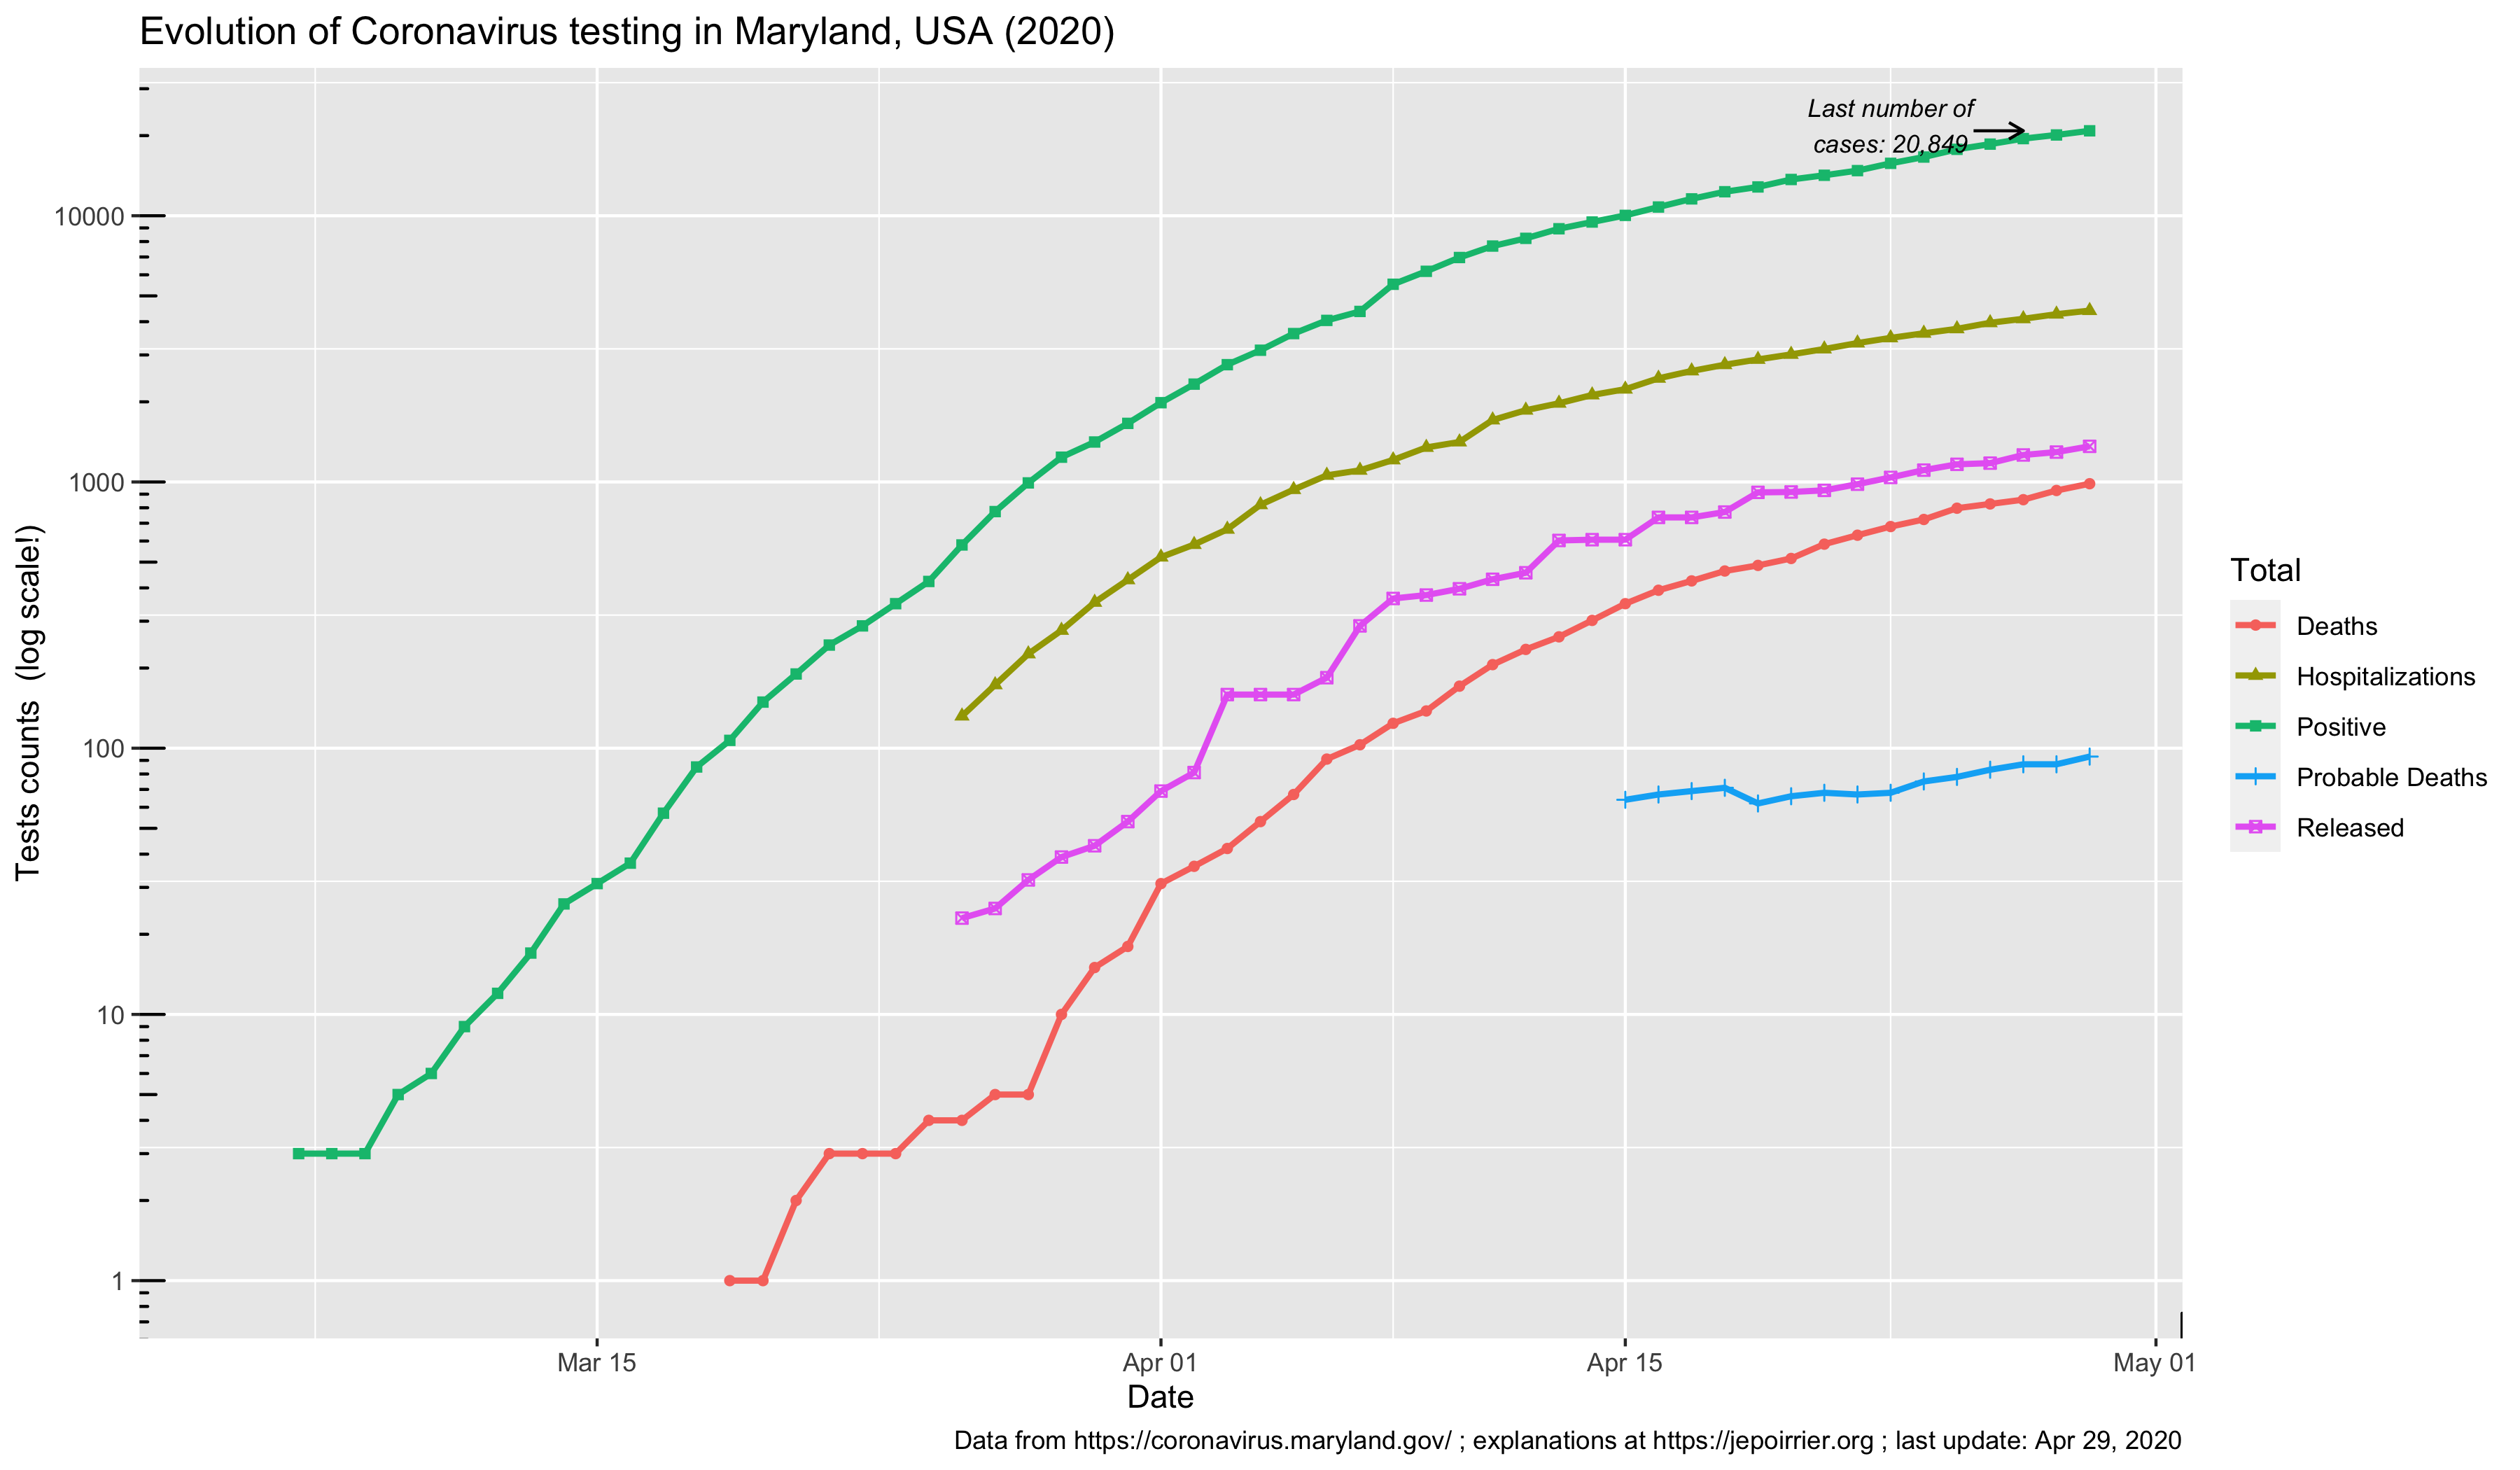 Evolution of Coronavirus testing in Maryland, USA (2020)
Last number of
cases: 20,849
10000
1000
100
10
1
Tests counts  (log scale!)
Mar 15
Apr 01
Apr 15
May 01
Date
Total
Deaths
Hospitalizations
Positive
Probable Deaths
Released
Data from https://coronavirus.maryland.gov/ ; explanations at https://jepoirrier.org ; last update: Apr 29, 2020